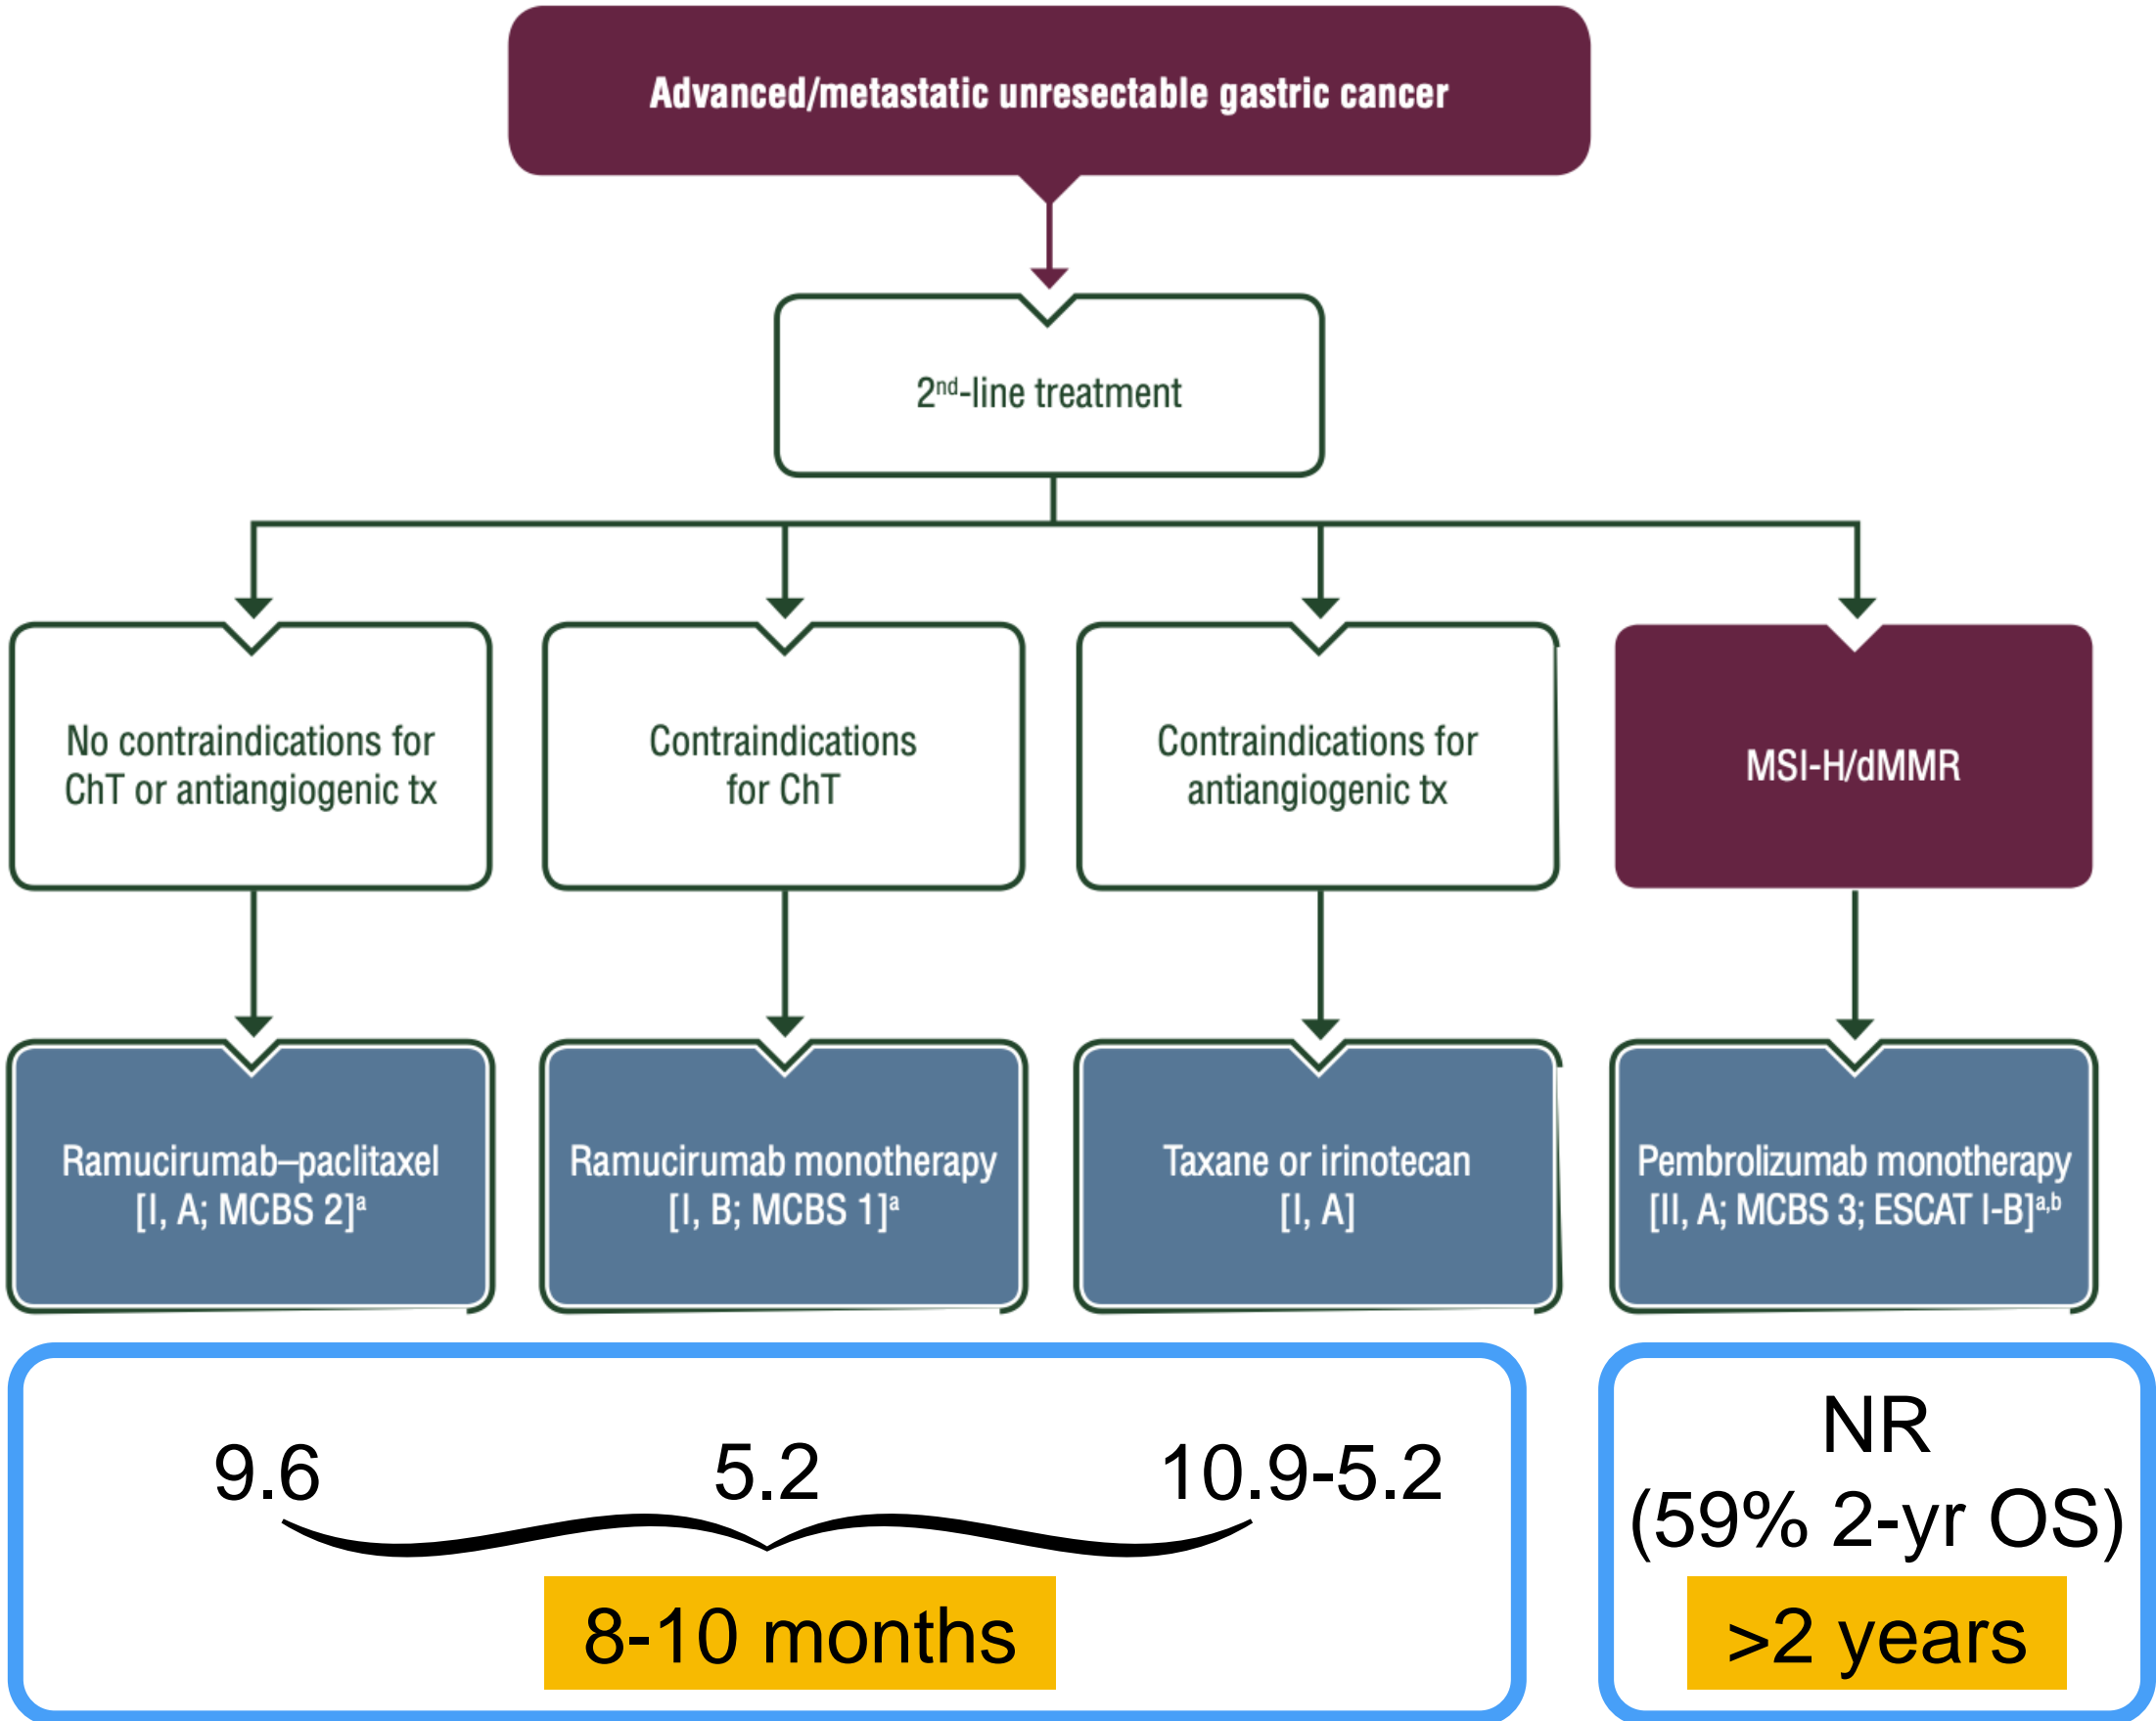 Advanced/metastatic unresectable gastric cancer
2nd-line treatment
No contraindications for
ChT or antiangiogenic tx
Contraindications
for ChT
Contraindications for
antiangiogenic tx
MSI-H/dMMR
Ramucirumab–paclitaxel
[I, A; MCBS 2]a
Ramucirumab monotherapy
[I, B; MCBS 1]a
Taxane or irinotecan
[I, A]
Pembrolizumab monotherapy
[II, A; MCBS 3; ESCAT I-B]a,b
9.6
5.2
10.9-5.2
8-10 months
NR
(59% 2-yr OS)
>2 years